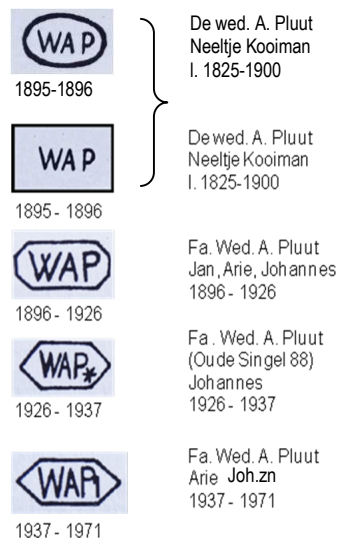 WAP
1895-1896
De wed. A. Pluut
Neeltje Kooiman
l. 1825-1900
WAP
1895 - 1896
De wed. A. Pluut
Neeltje Kooiman
l. 1825-1900
WAP
1896 - 1926
Fa. Wed. A. Pluut
Jan, Arie, Johannes
1896 - 1926
WAP*
1926 - 1937
Fa . Wed. A. Pluut
(Oude Singel 88)
Johannes
1926 - 1937
WAP1
1937 - 1971
Fa. Wed. A. Pluut
Arie Joh.zn
1937 - 1971